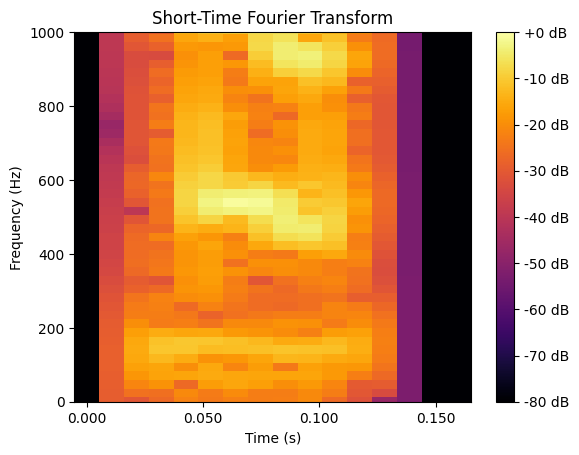 Short-Time Fourier Transform
1000
800
600
400
200
0
Frequency (Hz)
0.000
0.050
0.100
0.150
Time (s)
+0 dB
-10 dB
-20 dB
-30 dB
-40 dB
-50 dB
-60 dB
-70 dB
-80 dB